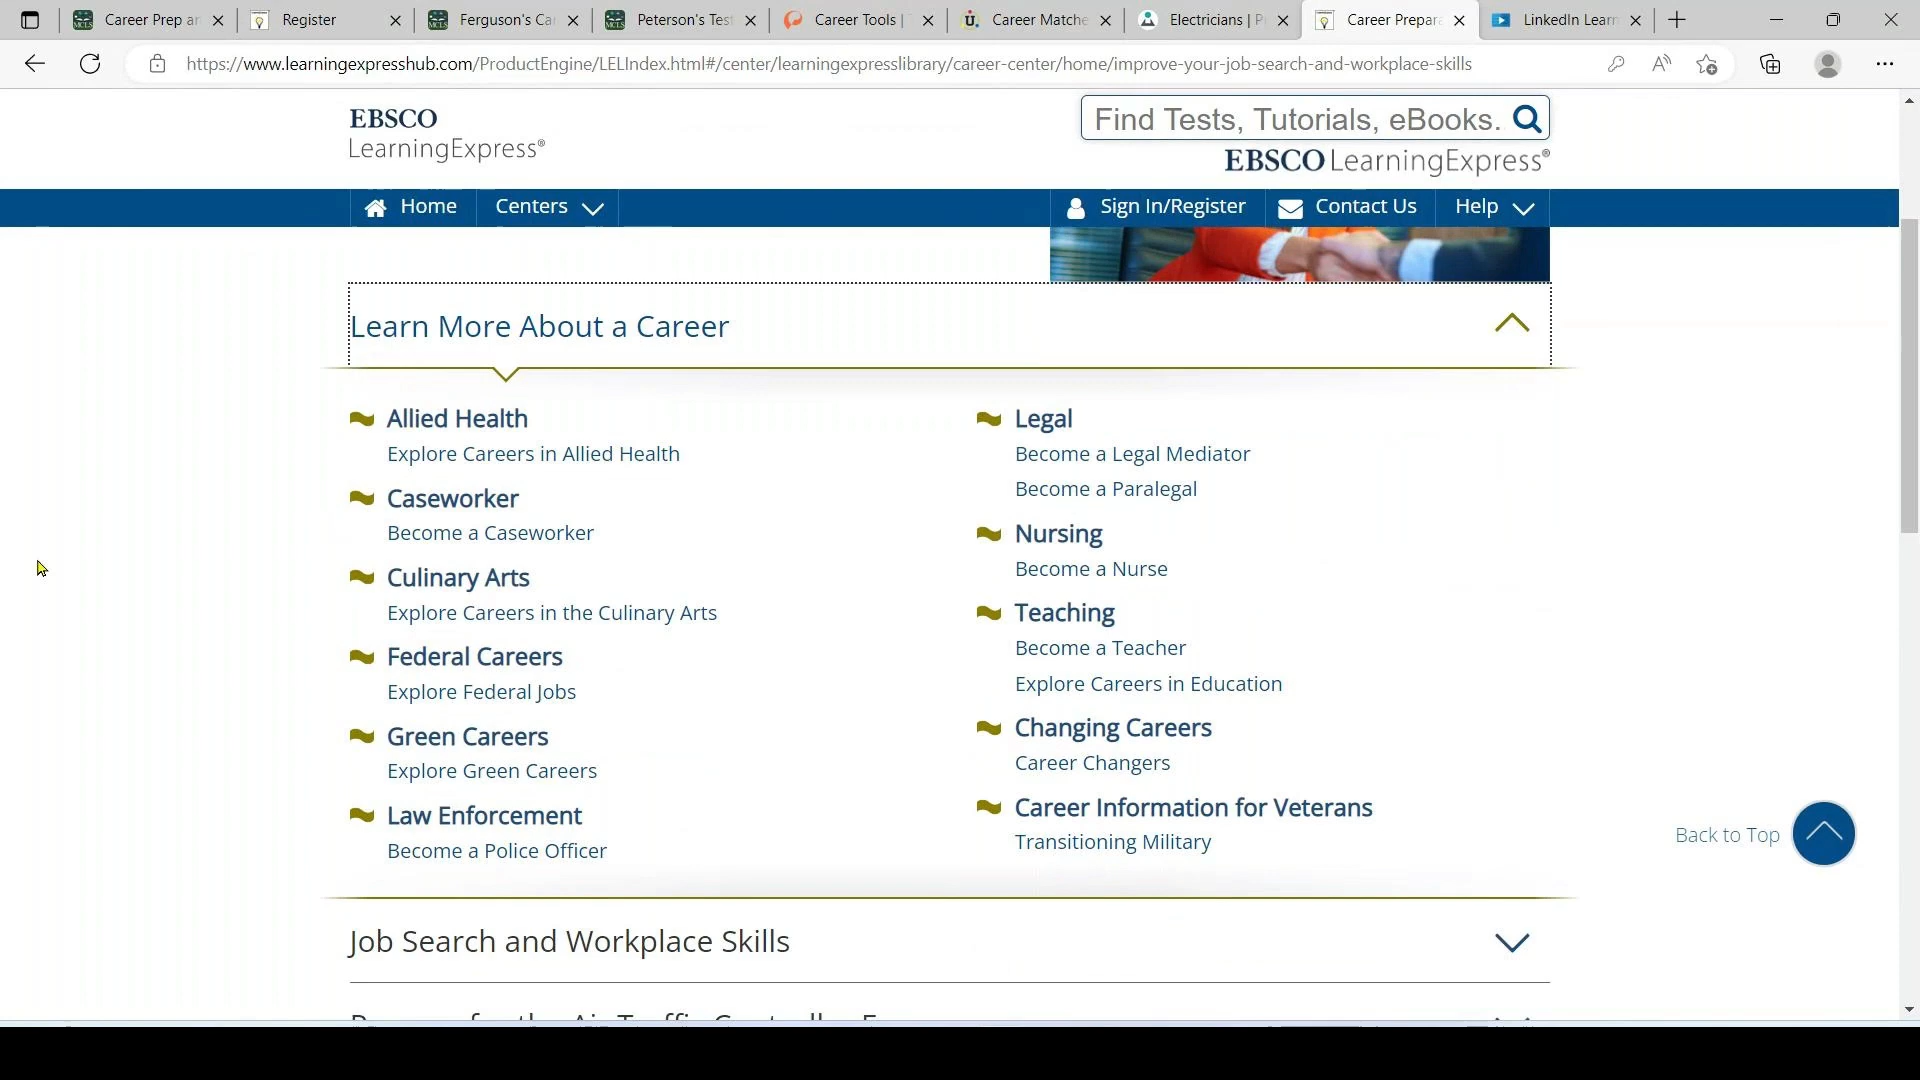 Career Prep an
Register
Ferguson's Ca
Peterson's Test
Career Tools |
Career Matche
Electricians | P
Career Prepara
LinkedIn Learn
https://www.learningexpresshub.com/ProductEngine/LELIndex.html#/center/learningexpresslibrary/career-center/home/improve-your-job-search-and-workplace-skills
EBSCO
LearningExpress®
Find Tests, Tutorials, eBooks.
EBSCO LearningExpress®
Home
Centers
Sign In/Register
Contact Us
Help
Learn More About a Career
Allied Health
Explore Careers in Allied Health
Caseworker
Become a Caseworker
Culinary Arts
Explore Careers in the Culinary Arts
Federal Careers
Explore Federal Jobs
Green Careers
Explore Green Careers
Law Enforcement
Become a Police Officer
Legal
Become a Legal Mediator
Become a Paralegal
Nursing
Become a Nurse
Teaching
Become a Teacher
Explore Careers in Education
Changing Careers
Career Changers
Career Information for Veterans
Transitioning Military
Back to Top
Job Search and Workplace Skills